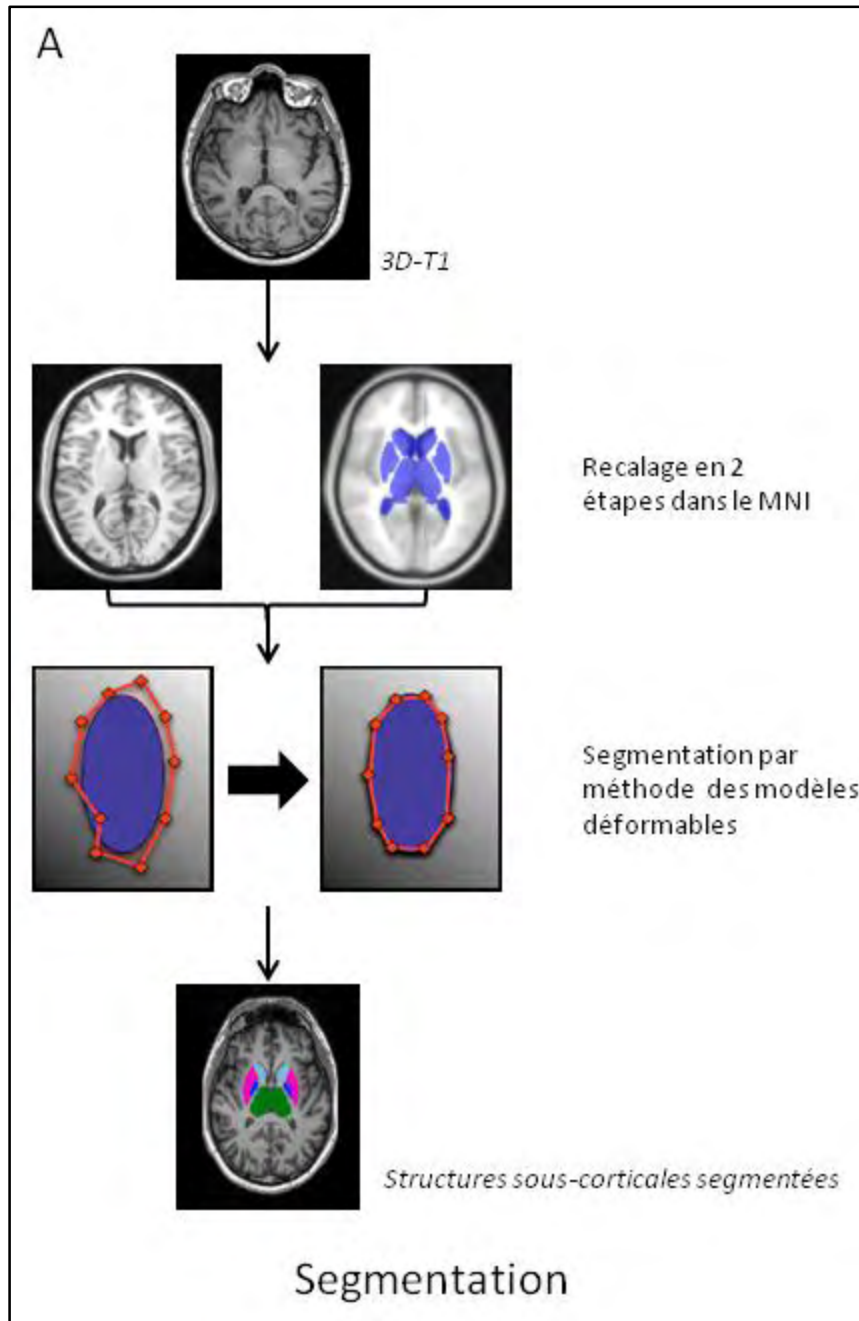 A
3D-T1
Recalage en 2
étapes dans le MNI
Segmentation par
méthode des modèles
déformables
Structures sous-corticales segmentées
Segmentation